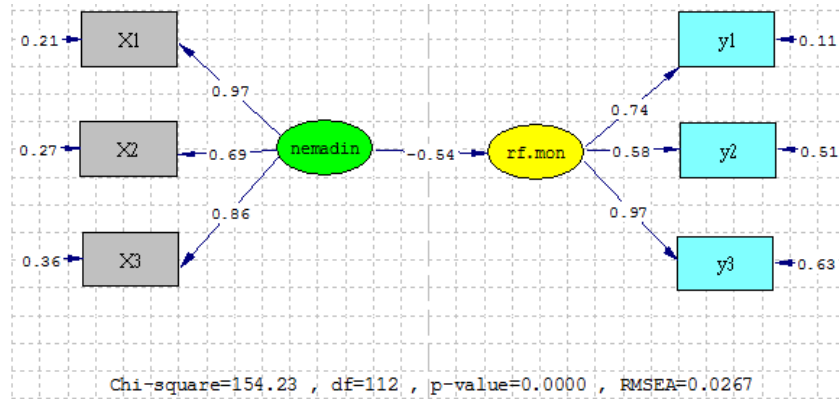 0.21
X1
y1
0.11
0.97
0.74
0.27
X2
0.69
nemadin
-0.54
rf.mon
0.58
y2
0.51
0.86
0.97
0.36
X3
y3
0.63
Chi-square=154.23 , df=112 , p-value=0.0000 , RMSEA=0.0267